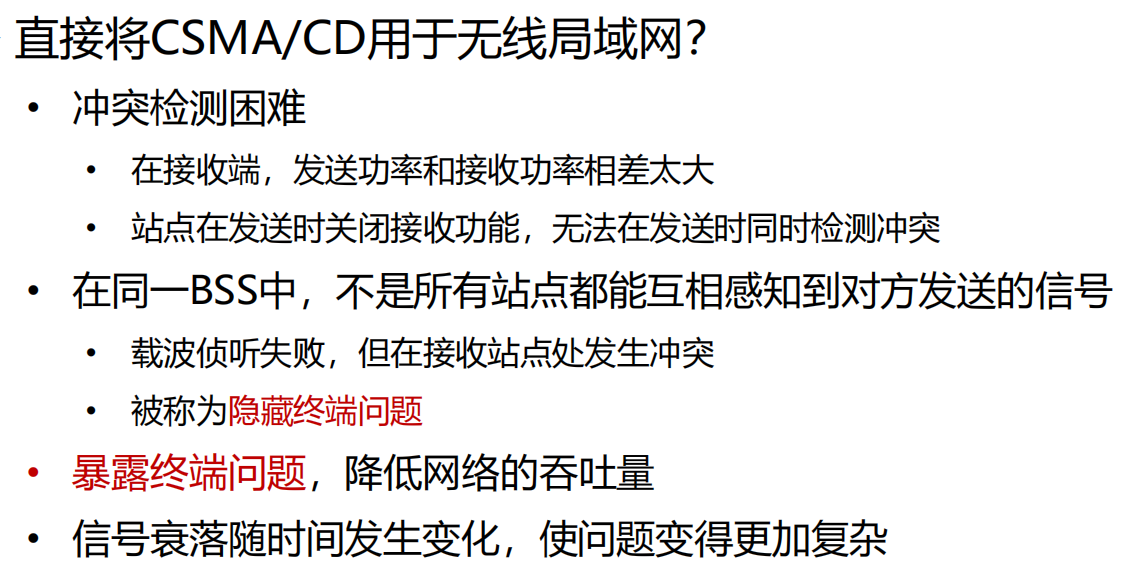 直接将CSMA/CD用于无线局域网？
• 冲突检测困难
• 在接收端，发送功率和接收功率相差太大
• 站点在发送时关闭接收功能，无法在发送时同时检测冲突
• 在同一BSS中，不是所有站点都能互相感知到对方发送的信号
• 载波侦听失败，但在接收站点处发生冲突
• 被称为隐藏终端问题
• 暴露终端问题，降低网络的吞吐量
• 信号衰落随时间发生变化，使问题变得更加复杂